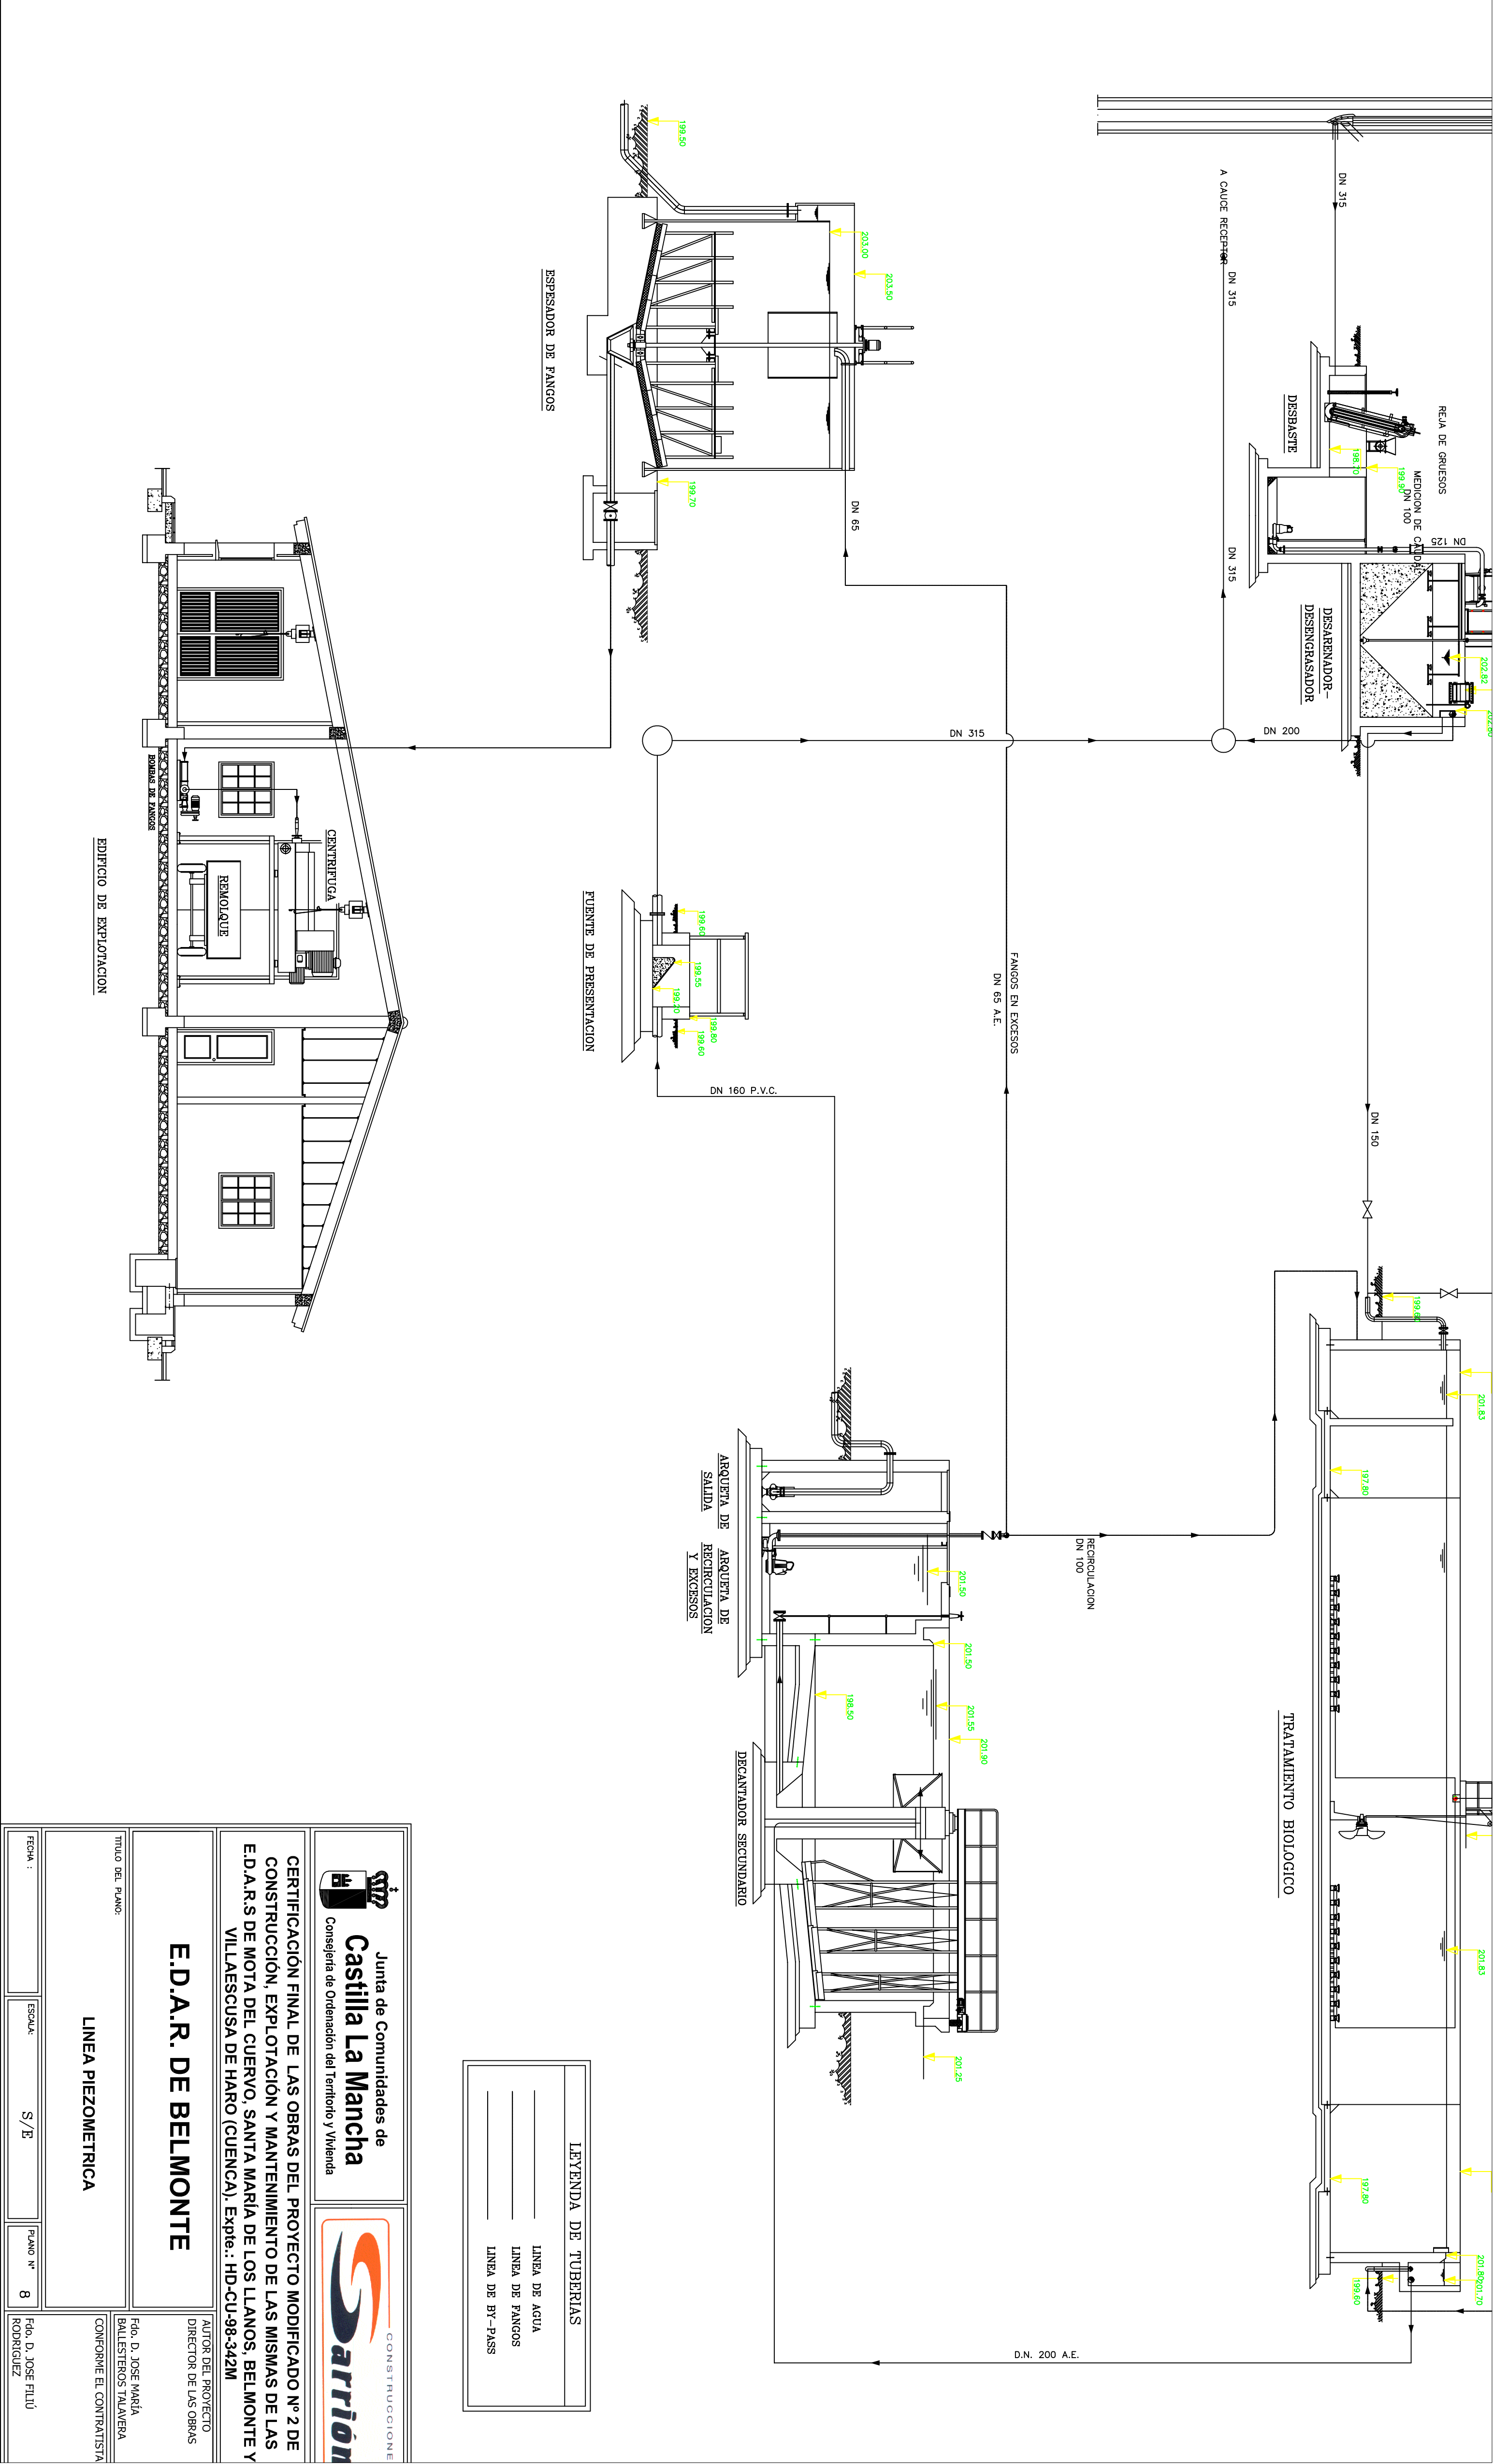 DN 315
A CAUCE RECEPTOR
DN 315
DN 315
REJA DE GRUESOS
DESBASTE
198.70
199.90
MEDICION DE CAUDAL
DN 100
DN 125
DESARENADOR-
DESENGRASADOR
202.82
202.80
DN 200
DN 150
199.60
201.83
197.80
TRATAMIENTO BIOLOGICO
201.83
197.80
201.80
201.70
199.60
D.N. 200 A.E.
199.50
203.00
203.50
199.70
ESPESADOR DE FANGOS
DN 65
DN 315
FANGOS EN EXCESOS
DN 65 A.E.
199.60
199.55
199.20
199.80
199.60
FUENTE DE PRESENTACION
DN 160 P.V.C.
RECIRCULACION
DN 100
ARQUETA DE
SALIDA
ARQUETA DE
RECIRCULACION
Y EXCESOS
201.50
201.50
201.55
201.90
198.50
201.25
DECANTADOR SECUNDARIO
BOMBAS DE FANGOS
CENTRIFUGA
REMOLQUE
EDIFICIO DE EXPLOTACION
LEYENDA DE TUBERIAS
LINEA DE AGUA
LINEA DE FANGOS
LINEA DE BY-PASS
Junta de Comunidades de
Castilla La Mancha
Consejería de Ordenación del Territorio y Vivienda
CONSTRUCCIONE
Sarrión
CERTIFICACIÓN FINAL DE LAS OBRAS DEL PROYECTO MODIFICADO Nº 2 DE
CONSTRUCCIÓN, EXPLOTACIÓN Y MANTENIMIENTO DE LAS MISMAS DE LAS
E.D.A.R.S DE MOTA DEL CUERVO, SANTA MARÍA DE LOS LLANOS, BELMONTE Y
VILLAESCUSA DE HARO (CUENCA). Expte.: HD-CU-98-342M
E.D.A.R. DE BELMONTE
AUTOR DEL PROYECTO
DIRECTOR DE LAS OBRAS
Fdo. D. JOSE MARÍA
BALLESTEROS TALAVERA
TITULO DEL PLANO:
LINEA PIEZOMETRICA
CONFORME EL CONTRATISTA
Fdo. D. JOSE FILIÚ
RODRIGUEZ
FECHA :
ESCALA:
S/E
PLANO Nº
8